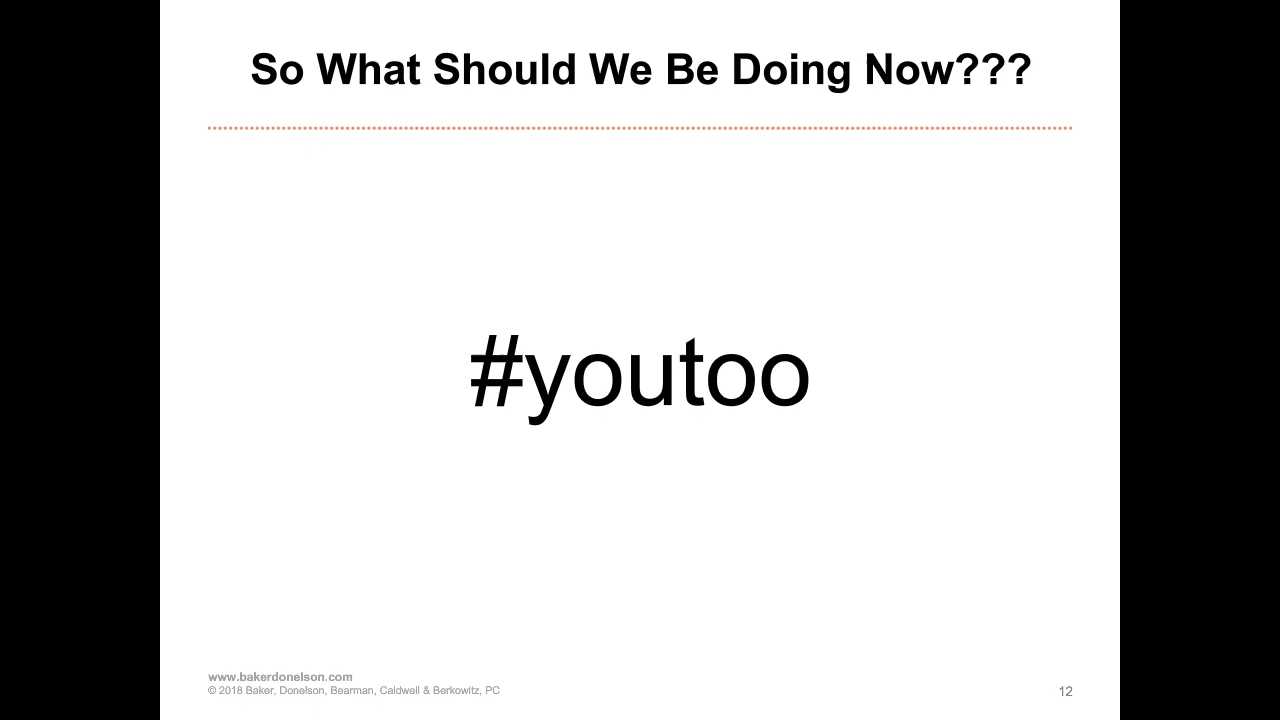 So What Should We Be Doing Now???
#youtoo
www.bakerdonelson.com
© 2018 Baker, Donelson, Bearman, Caldwell & Berkowitz, PC
12